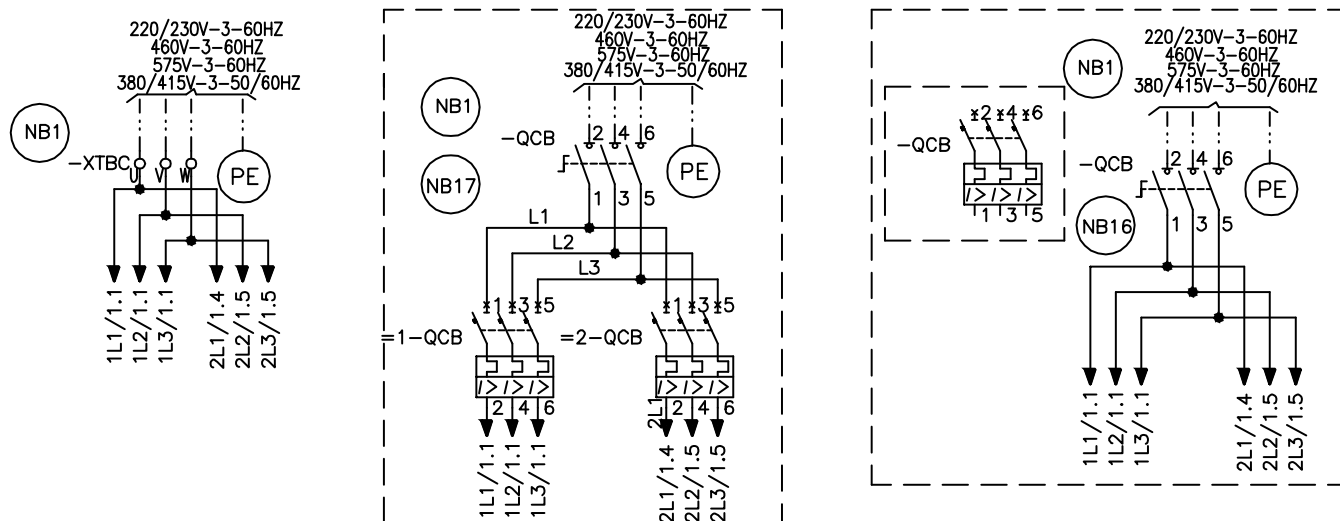 220/230V-3-60HZ
460V-3-60HZ
575V-3-60HZ
380/415V-3-50/60HZ
NB1
-XTBC
U V W
PE
1L1/1.1
1L2/1.1
1L3/1.1
2L1/1.4
2L2/1.5
2L3/1.5
220/230V-3-60HZ
460V-3-60HZ
575V-3-60HZ
380/415V-3-50/60HZ
NB1
-QCB
2 4 6
NB17
PE
1 3 5
L1
L2
L3
1 3 5
1 3 5
=1-QCB
=2-QCB
I> I> I>
I> I> I>
2 4 6
2L1
2 4 6
1L1/1.1
1L2/1.1
1L3/1.1
2L1/1.4
2L2/1.5
2L3/1.5
220/230V-3-60HZ
460V-3-60HZ
575V-3-60HZ
380/415V-3-50/60HZ
NB1
2 4 6
-QCB
I> I> I>
1 3 5
-QCB
2 4 6
PE
NB16
1 3 5
1L1/1.1
1L2/1.1
1L3/1.1
2L1/1.4
2L2/1.5
2L3/1.5